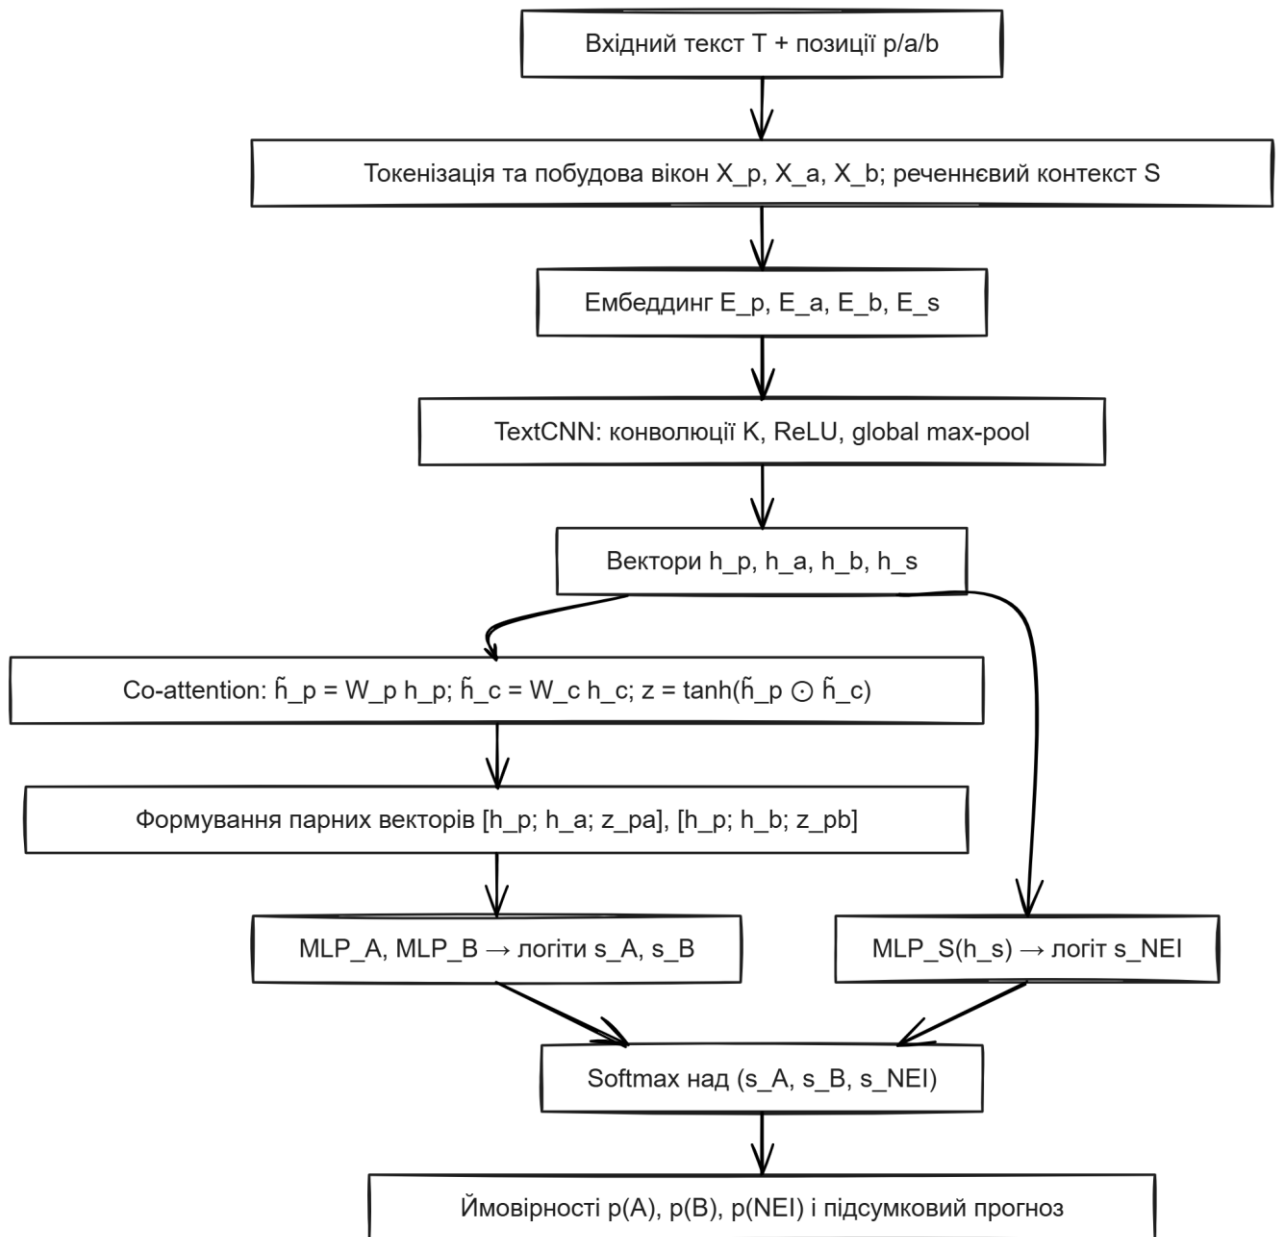 Вхідний текст T + позиції p/a/b
Токенізація та побудова вікон X_p, X_a, X_b; реченнєвий контекст S
Ембеддинг E_p, E_a, E_b, E_s
TextCNN: конволюції K, ReLU, global max-pool
Вектори h_p, h_a, h_b, h_s
Co-attention: h̃_p = W_p h_p; h̃_c = W_c h_c; z = tanh(h̃_p ⊙ h̃_c)
Формування парних векторів [h_p; h_a; z_pa], [h_p; h_b; z_pb]
MLP_A, MLP_B → логіти s_A, s_B
MLP_S(h_s) → логіт s_NEI
Softmax над (s_A, s_B, s_NEI)
Ймовірності p(A), p(B), p(NEI) і підсумковий прогноз